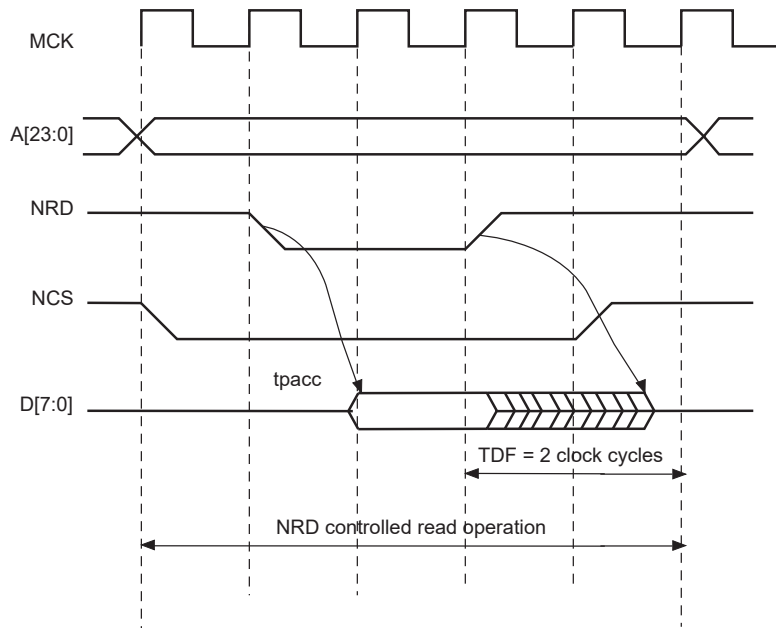 MCK
A[23:0]
NRD
NCS
tpacc
D[7:0]
TDF = 2 clock cycles
NRD controlled read operation